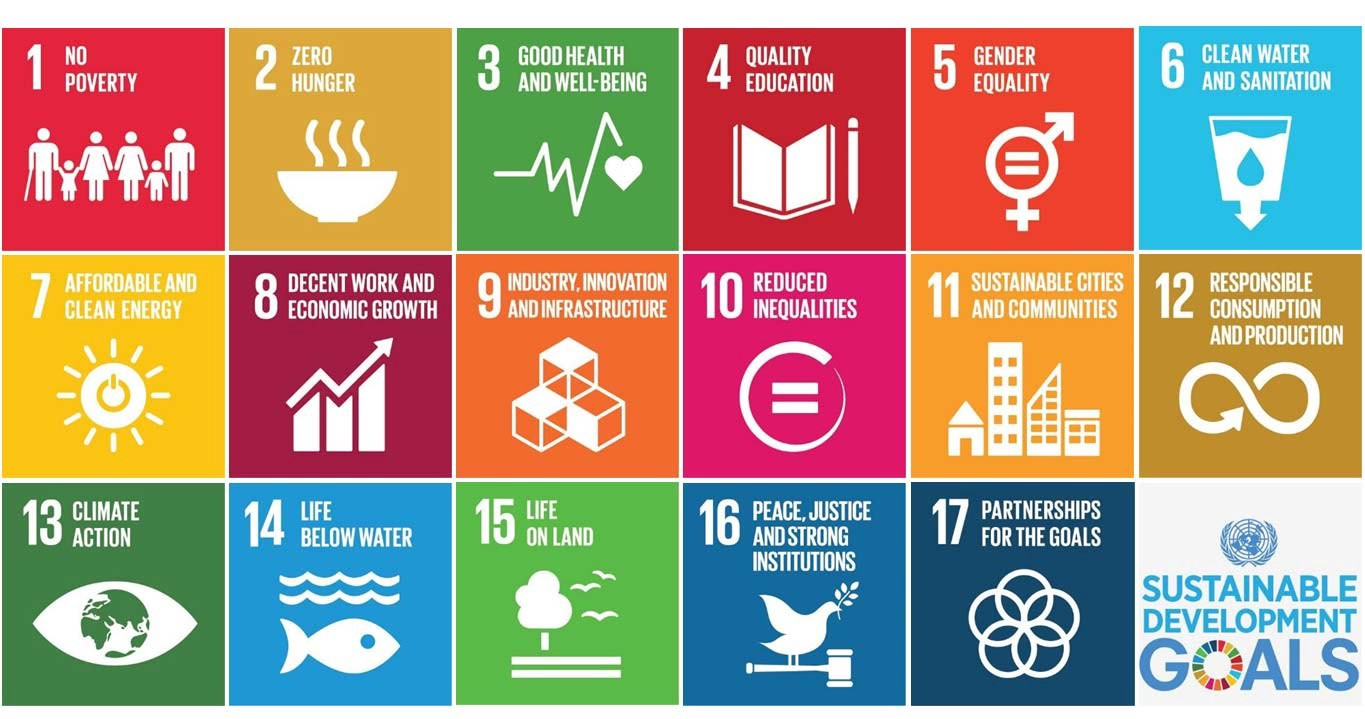 1 NO
POVERTY
2 ZERO
HUNGER
3 GOOD HEALTH
AND WELL-BEING
4 QUALITY
EDUCATION
5 GENDER
EQUALITY
6 CLEAN WATER
AND SANITATION
7 AFFORDABLE AND
CLEAN ENERGY
8 DECENT WORK AND
ECONOMIC GROWTH
9 INDUSTRY, INNOVATION
AND INFRASTRUCTURE
10 REDUCED
INEQUALITIES
11 SUSTAINABLE CITIES
AND COMMUNITIES
12 RESPONSIBLE
CONSUMPTION
AND PRODUCTION
13 CLIMATE
ACTION
14 LIFE
BELOW WATER
15 LIFE
ON LAND
16 PEACE, JUSTICE
AND STRONG
INSTITUTIONS
17 PARTNERSHIPS
FOR THE GOALS
SUSTAINABLE
DEVELOPMENT
GOALS